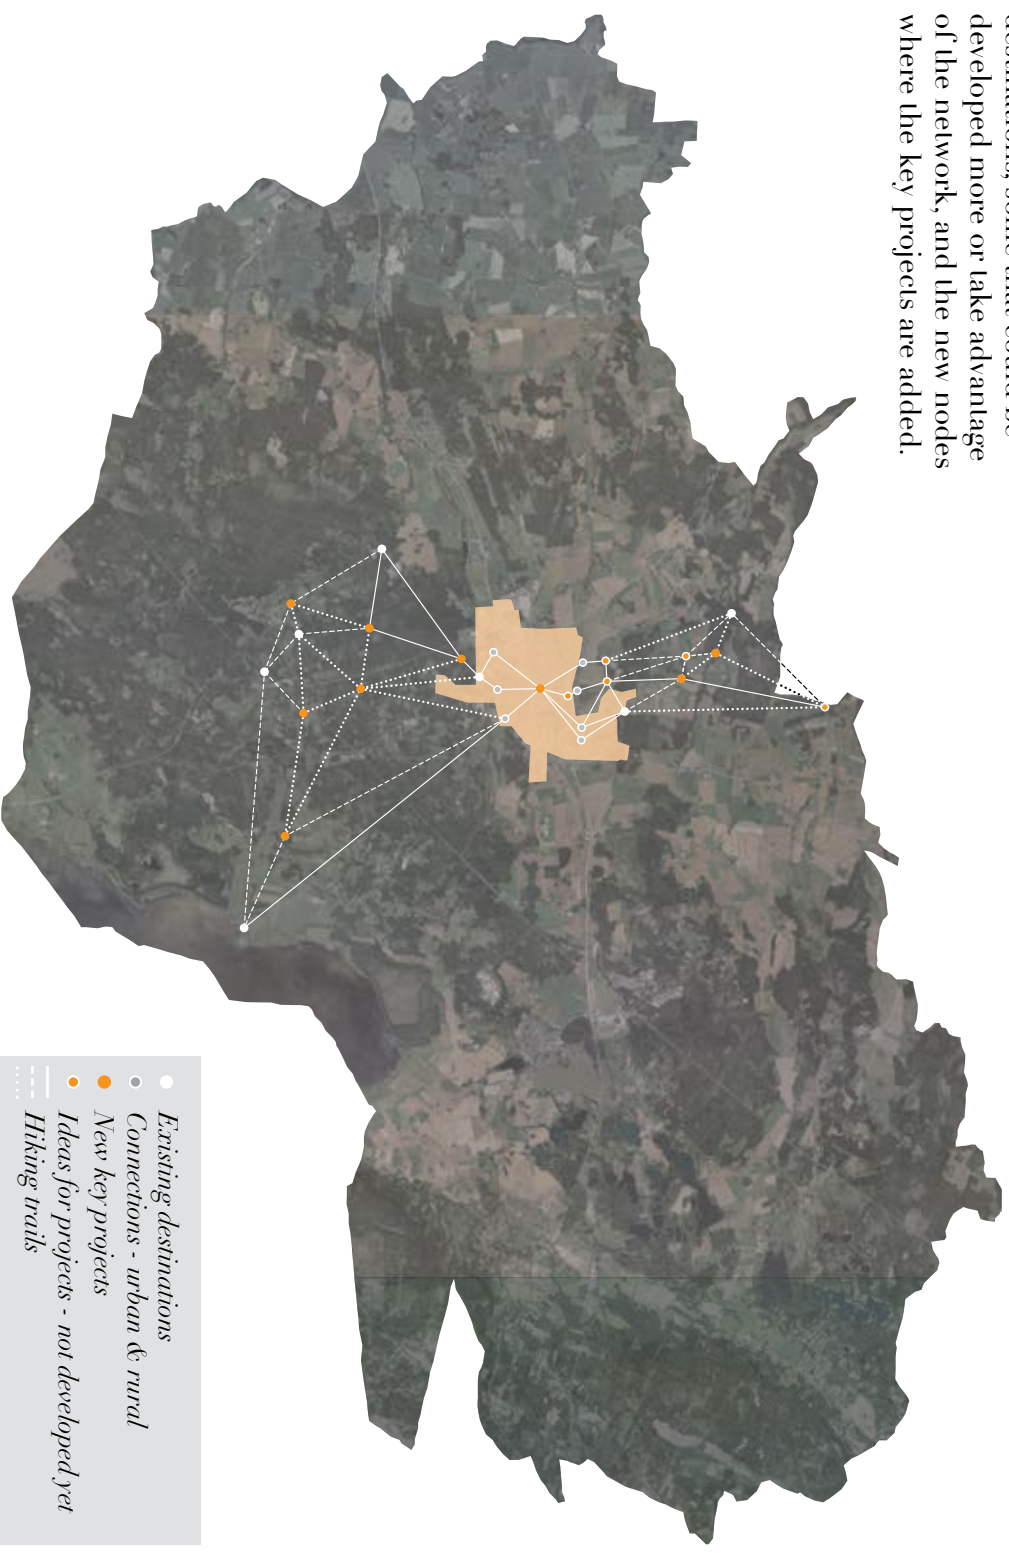 developed more or take advantage
of the network, and the new nodes
where the key projects are added.
Existing destinations
Connections - urban & rural
New key projects
Ideas for projects - not developed yet
Hiking trails